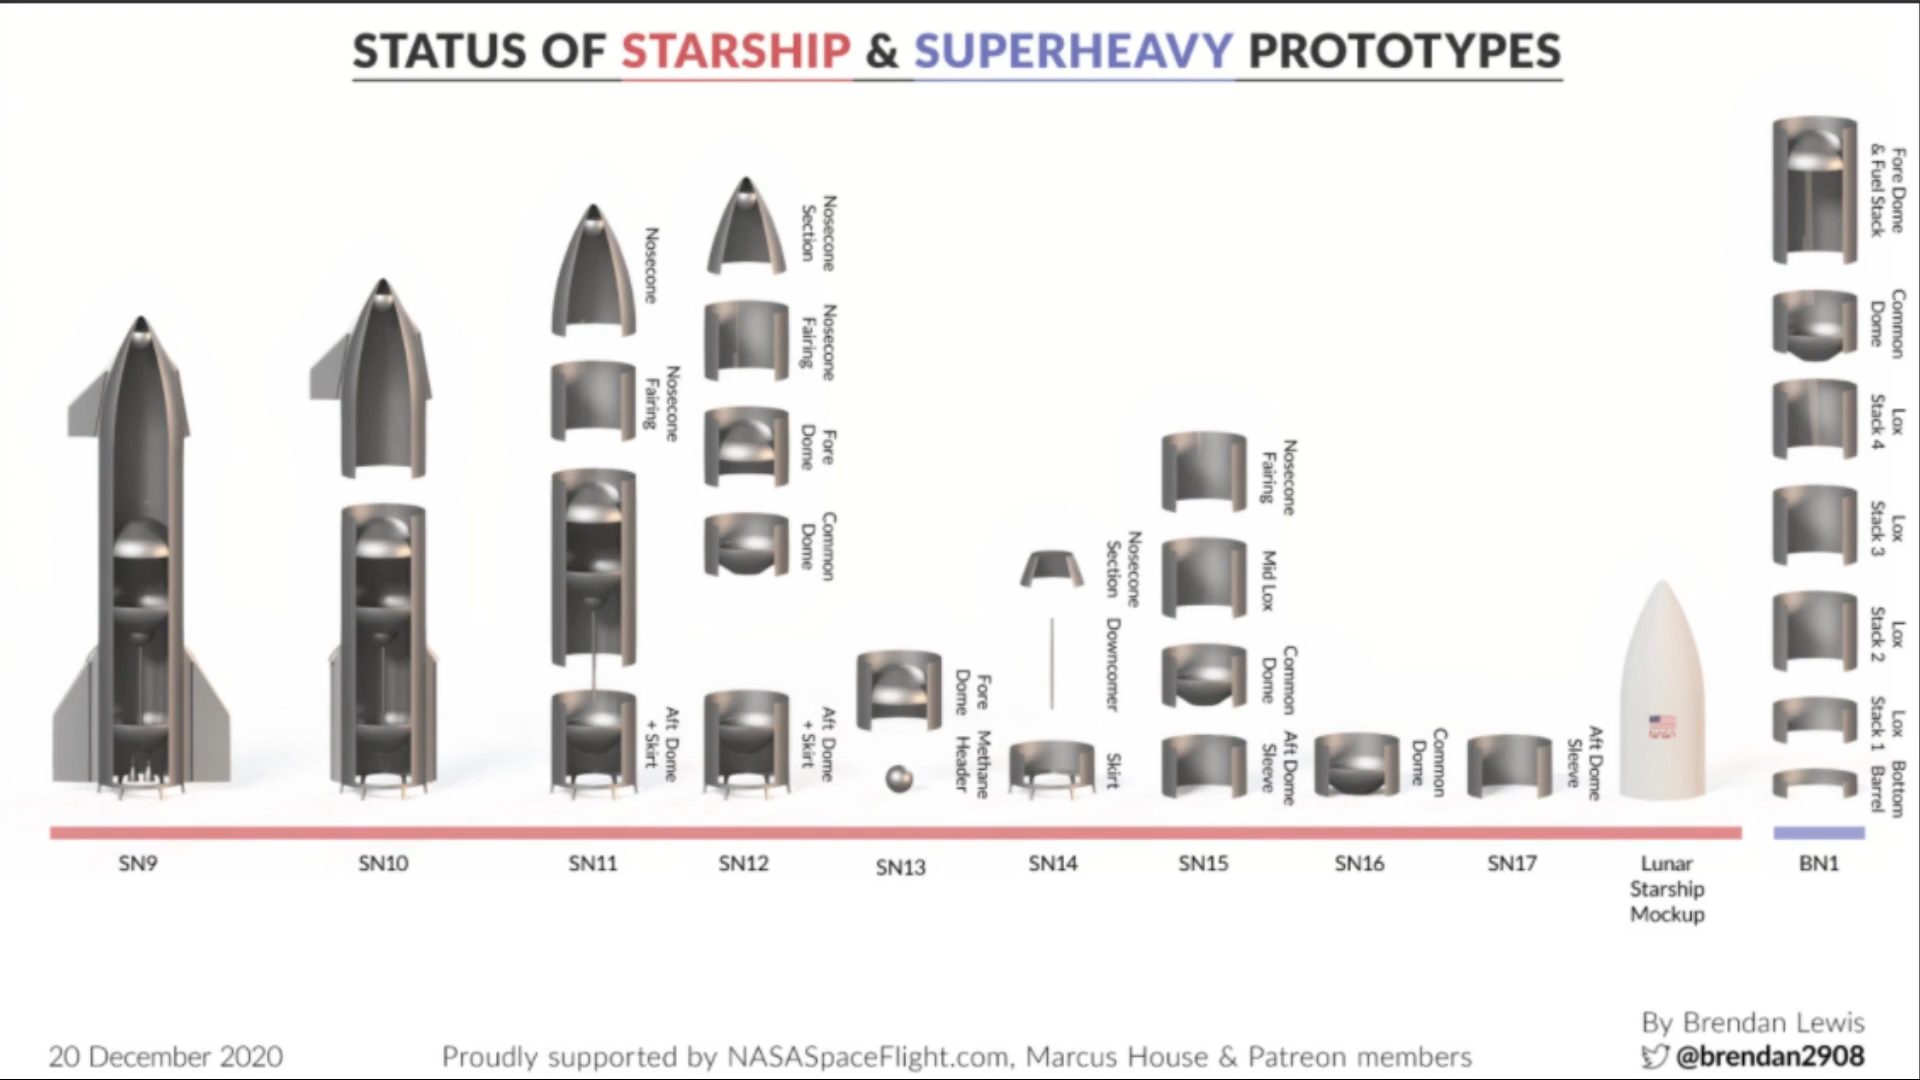 STATUS OF STARSHIP & SUPERHEAVY PROTOTYPES
Nosecone
Nosecone
Fairing
Aft Dome
+ Skirt
Nosecone
Section
Nosecone
Fairing
Fore
Dome
Common
Dome
Aft Dome
+ Skirt
Fore
Dome
Methane
Header
Nosecone
Section
Downcomer
Skirt
Nosecone
Fairing
Mid Lox
Common
Dome
Aft Dome
Sleeve
Common
Dome
Aft Dome
Sleeve
NASA
Fore Dome
& Fuel Stack
Common
Dome
Lox
Stack 4
Lox
Stack 3
Lox
Stack 2
Lox
Stack 1
Bottom
Barrel
SN9
SN10
SN11
SN12
SN13
SN14
SN15
SN16
SN17
Lunar
Starship
Mockup
BN1
20 December 2020
Proudly supported by NASASpaceFlight.com, Marcus House & Patreon members
By Brendan Lewis
@brendan2908